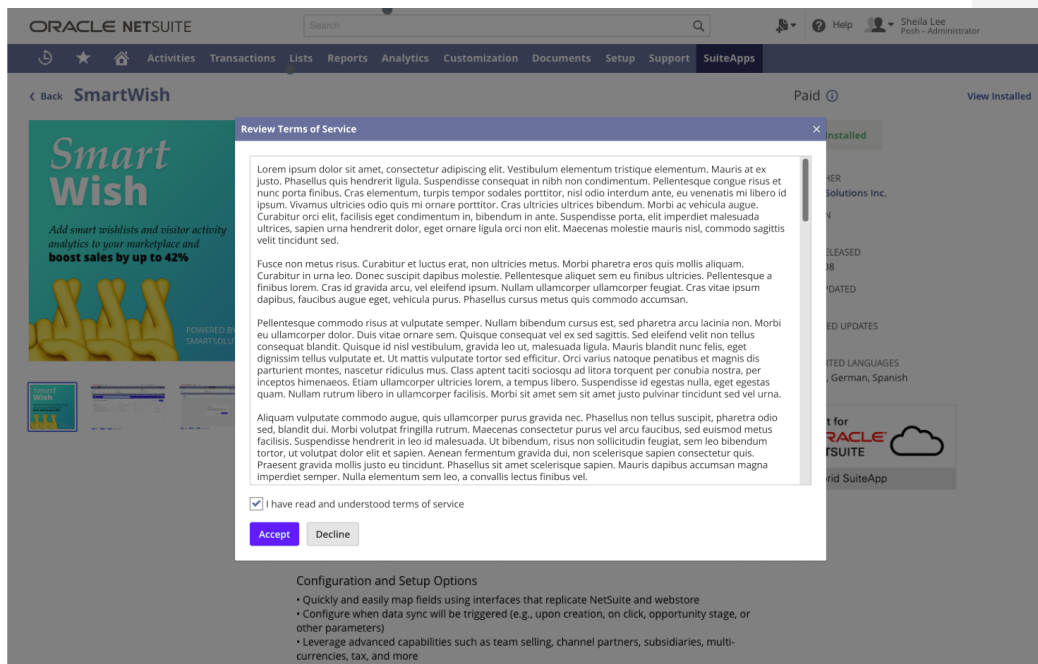 ORACLE NETSUITE
Search
Help
Sheila Lee
Posh – Administrator
Activities Transactions Lists Reports Analytics Customization Documents Setup Support SuiteApps
Back SmartWish
Paid
View Installed
Review Terms of Service
Smart
Wish
Add smart wishlists and visitor activity
analytics to your marketplace and
boost sales by up to 42%
POWERED BY
Lorem ipsum dolor sit amet, consectetur adipiscing elit. Vestibulum elementum tristique elementum. Mauris at ex
justo. Phasellus quis hendrerit ligula. Suspendisse consequat in nibh non condimentum. Pellentesque congue risus et
nunc porta finibus. Cras elementum, turpis tempor sodales porttitor, nisl odio interdum ante, eu venenatis mi libero id
ipsum. Vivamus ultricies odio quis mi ornare porttitor. Cras ultricies ultrices bibendum. Morbi ac vehicula augue.
Curabitur orci elit, facilisis eget condimentum in, bibendum in ante. Suspendisse porta, elit imperdiet malesuada
ultrices, sapien urna hendrerit dolor, eget ornare ligula orci non elit. Maecenas molestie mauris nisl, commodo sagittis
velit tincidunt sed.
Fusce non metus risus. Curabitur et luctus erat, non ultricies metus. Morbi pharetra eros quis mollis aliquam.
Curabitur in urna leo. Donec suscipit dapibus molestie. Pellentesque aliquet sem eu finibus ultricies. Pellentesque a
finibus lorem. Cras id gravida arcu, vel eleifend ipsum. Nullam ullamcorper ullamcorper feugiat. Cras vitae ipsum
dapibus, faucibus augue eget, vehicula purus. Phasellus cursus metus quis commodo accumsan.
Pellentesque commodo risus at vulputate semper. Nullam bibendum cursus est, sed pharetra arcu lacinia non. Morbi
eu ullamcorper dolor. Duis vitae ornare sem. Quisque consequat vel ex sed sagittis. Sed eleifend velit non tellus
consequat blandit. Quisque id nisl vestibulum, gravida leo ut, malesuada ligula. Mauris blandit nunc felis, eget
dignissim tellus vulputate et. Ut mattis vulputate tortor sed efficitur. Orci varius natoque penatibus et magnis dis
parturient montes, nascetur ridiculus mus. Class aptent taciti sociosqu ad litora torquent per conubia nostra, per
inceptos himenaeos. Etiam ullamcorper ultricies lorem, a tempus libero. Suspendisse id egestas nulla, eget egestas
quam. Nullam rutrum libero in ullamcorper facilisis. Morbi sit amet sem sit amet justo pulvinar tincidunt sed vel urna.
Aliquam vulputate commodo augue, quis ullamcorper purus gravida nec. Phasellus non tellus suscipit, pharetra odio
sed, blandit dui. Morbi volutpat fringilla rutrum. Maecenas consectetur purus vel arcu faucibus, sed euismod metus
facilisis. Suspendisse hendrerit in leo id malesuada. Ut bibendum, risus non sollicitudin feugiat, sem leo bibendum
tortor, ut volutpat dolor elit et sapien. Aenean fermentum gravida dui, non scelerisque sapien consectetur quis.
Praesent gravida mollis justo eu tincidunt. Phasellus sit amet scelerisque sapien. Mauris dapibus accumsan magna
imperdiet semper. Nulla elementum sem leo, a convallis lectus finibus vel.
I have read and understood terms of service
Accept Decline
Installed
Solutions Inc.
, German, Spanish
t for
ORACLE
NETSUITE
SuiteApp
Configuration and Setup Options
• Quickly and easily map fields using interfaces that replicate NetSuite and webstore
• Configure when data sync will be triggered (e.g., upon creation, on click, opportunity stage, or
other parameters)
• Leverage advanced capabilities such as team selling, channel partners, subsidiaries, multi-
currencies, tax, and more